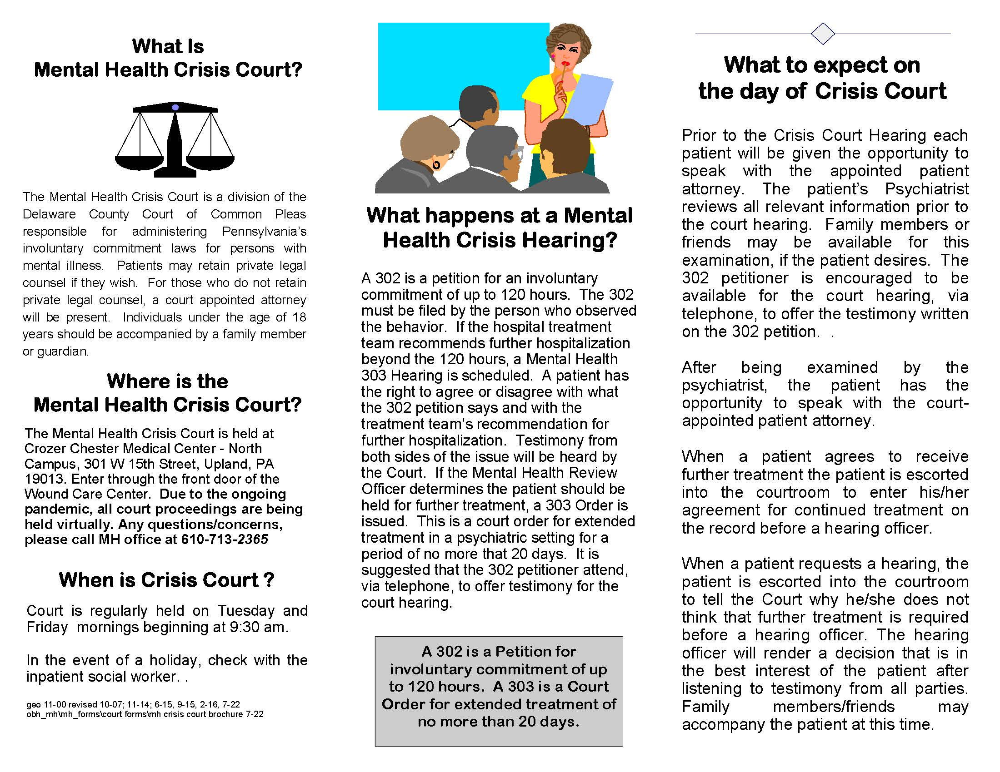 What Is
Mental Health Crisis Court?
The Mental Health Crisis Court is a division of the
Delaware County Court of Common Pleas
responsible for administering Pennsylvania’s
involuntary commitment laws for persons with
mental illness. Patients may retain private legal
counsel if they wish. For those who do not retain
private legal counsel, a court appointed attorney
will be present. Individuals under the age of 18
years should be accompanied by a family member
or guardian.
Where is the
Mental Health Crisis Court?
The Mental Health Crisis Court is held at
Crozer Chester Medical Center - North
Campus, 301 W 15th Street, Upland, PA
19013. Enter through the front door of the
Wound Care Center. Due to the ongoing
pandemic, all court proceedings are being
held virtually. Any questions/concerns,
please call MH office at 610-713-2365
When is Crisis Court ?
Court is regularly held on Tuesday and
Friday mornings beginning at 9:30 am.
In the event of a holiday, check with the
inpatient social worker. .
geo 11-00 revised 10-07; 11-14; 6-15, 9-15, 2-16, 7-22
obh_mh\mh_forms\court forms\mh crisis court brochure 7-22
What happens at a Mental
Health Crisis Hearing?
A 302 is a petition for an involuntary
commitment of up to 120 hours. The 302
must be filed by the person who observed
the behavior. If the hospital treatment
team recommends further hospitalization
beyond the 120 hours, a Mental Health
303 Hearing is scheduled. A patient has
the right to agree or disagree with what
the 302 petition says and with the
treatment team’s recommendation for
further hospitalization. Testimony from
both sides of the issue will be heard by
the Court. If the Mental Health Review
Officer determines the patient should be
held for further treatment, a 303 Order is
issued. This is a court order for extended
treatment in a psychiatric setting for a
period of no more that 20 days. It is
suggested that the 302 petitioner attend,
via telephone, to offer testimony for the
court hearing.
A 302 is a Petition for
involuntary commitment of up
to 120 hours. A 303 is a Court
Order for extended treatment of
no more than 20 days.
What to expect on
the day of Crisis Court
Prior to the Crisis Court Hearing each
patient will be given the opportunity to
speak with the appointed patient
attorney. The patient’s Psychiatrist
reviews all relevant information prior to
the court hearing. Family members or
friends may be available for this
examination, if the patient desires. The
302 petitioner is encouraged to be
available for the court hearing, via
telephone, to offer the testimony written
on the 302 petition. .
After being examined by the
psychiatrist, the patient has the
opportunity to speak with the court-
appointed patient attorney.
When a patient agrees to receive
further treatment the patient is escorted
into the courtroom to enter his/her
agreement for continued treatment on
the record before a hearing officer.
When a patient requests a hearing, the
patient is escorted into the courtroom
to tell the Court why he/she does not
think that further treatment is required
before a hearing officer. The hearing
officer will render a decision that is in
the best interest of the patient after
listening to testimony from all parties.
Family members/friends may
accompany the patient at this time.